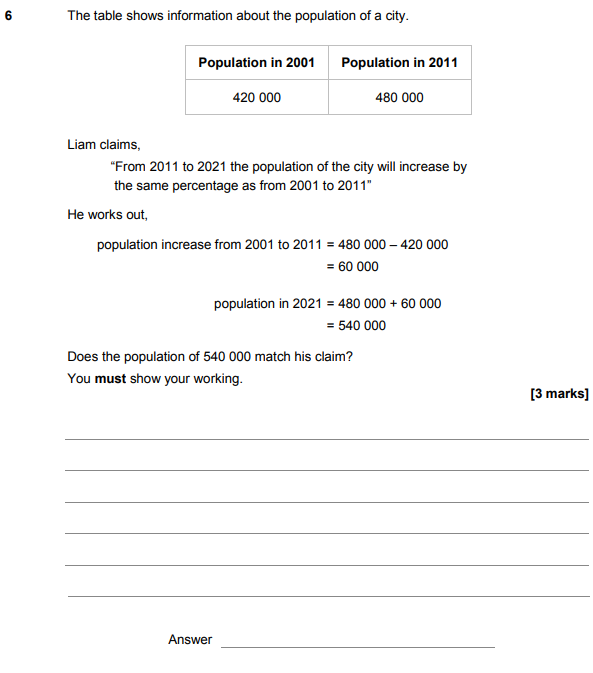 6 The table shows information about the population of a city.
Population in 2001 Population in 2011
420 000 480 000
Liam claims,
“From 2011 to 2021 the population of the city will increase by
the same percentage as from 2001 to 2011”
He works out,
population increase from 2001 to 2011 = 480 000 – 420 000
= 60 000
population in 2021 = 480 000 + 60 000
= 540 000
Does the population of 540 000 match his claim?
You must show your working.
[3 marks]
Answer